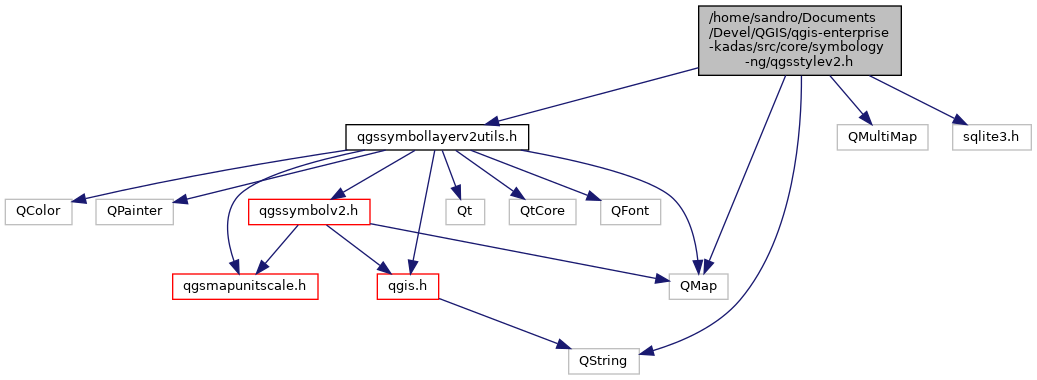 /home/sandro/Documents
/Devel/QGIS/qgis-enterprise
-kadas/src/core/symbology
-ng/qgsstylev2.h
qgssymbollayerv2utils.h
QMultiMap
sqlite3.h
QColor
QPainter
qgssymbolv2.h
Qt
QtCore
QFont
qgsmapunitscale.h
qgis.h
QMap
QString